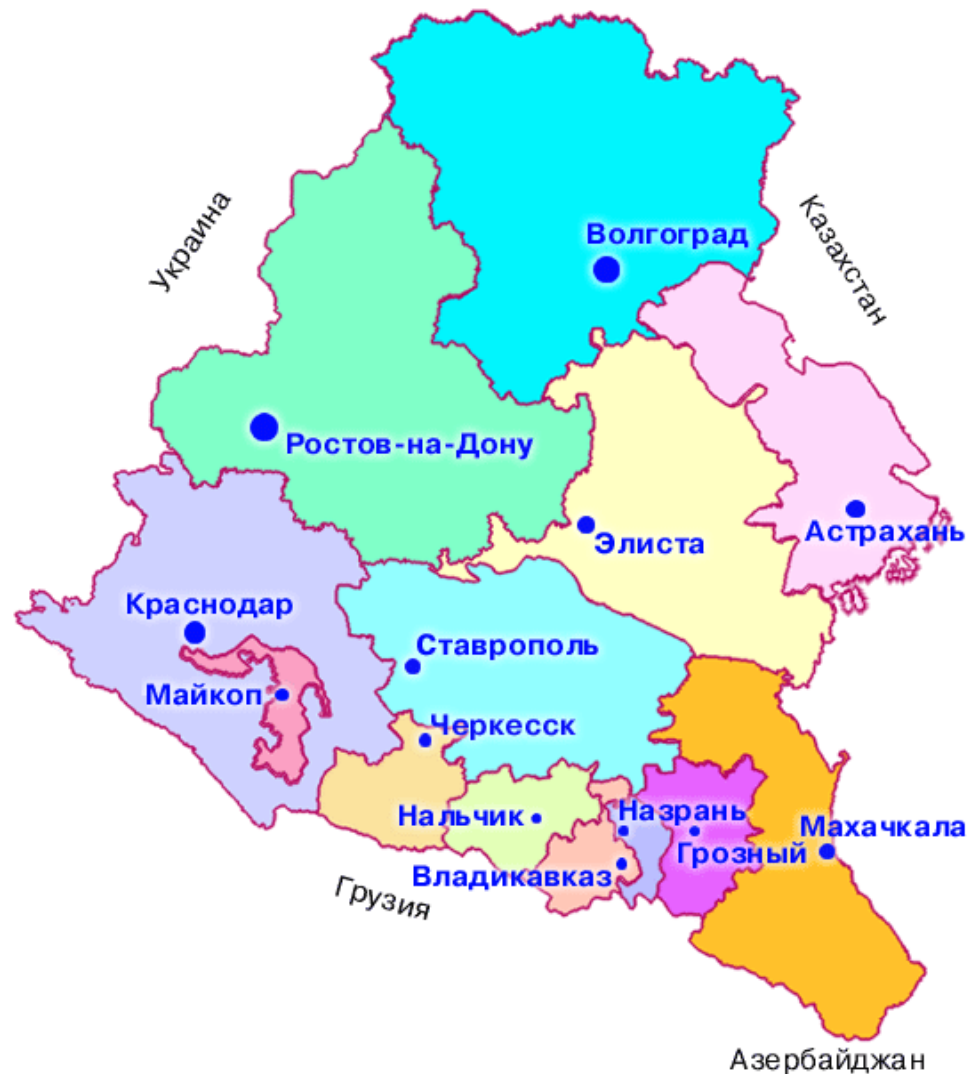 Украина
Казахстан
Волгоград
Ростов-на-Дону
Астрахань
Элиста
Краснодар
Ставрополь
Майкоп
Черкесск
Нальчик
Назрань
Махачкала
Грозный
Владикавказ
Грузия
Азербайджан